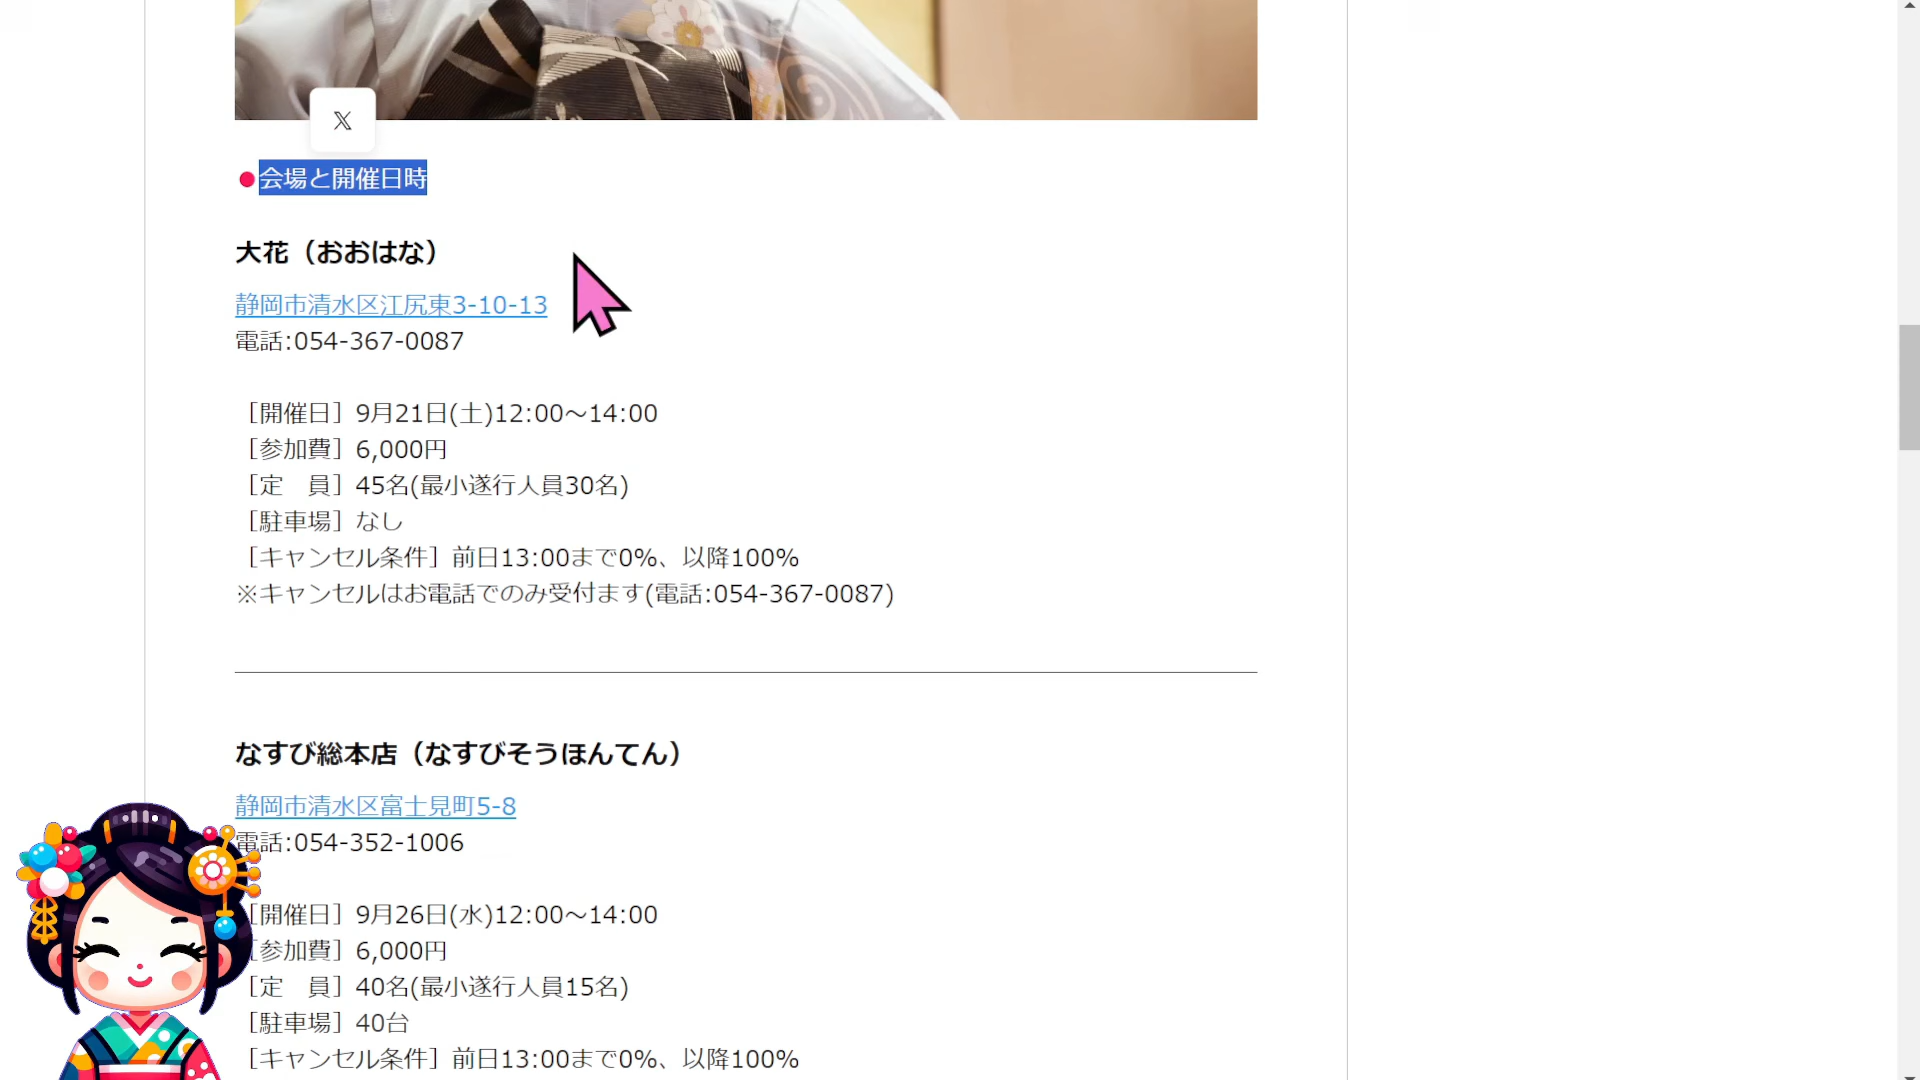 𝕏
●会場と開催日時
大花（おおはな）
静岡市清水区江尻東3-10-13
電話:054-367-0087
［開催日］9月21日(土)12:00～14:00
［参加費］6,000円
［定　員］45名(最小遂行人員30名)
［駐車場］なし
［キャンセル条件］前日13:00まで0%、以降100%
※キャンセルはお電話でのみ受付ます(電話:054-367-0087)
なすび総本店（なすびそうほんてん）
静岡市清水区富士見町5-8
電話:054-352-1006
［開催日］9月26日(水)12:00～14:00
［参加費］6,000円
［定　員］40名(最小遂行人員15名)
［駐車場］40台
［キャンセル条件］前日13:00まで0%、以降100%